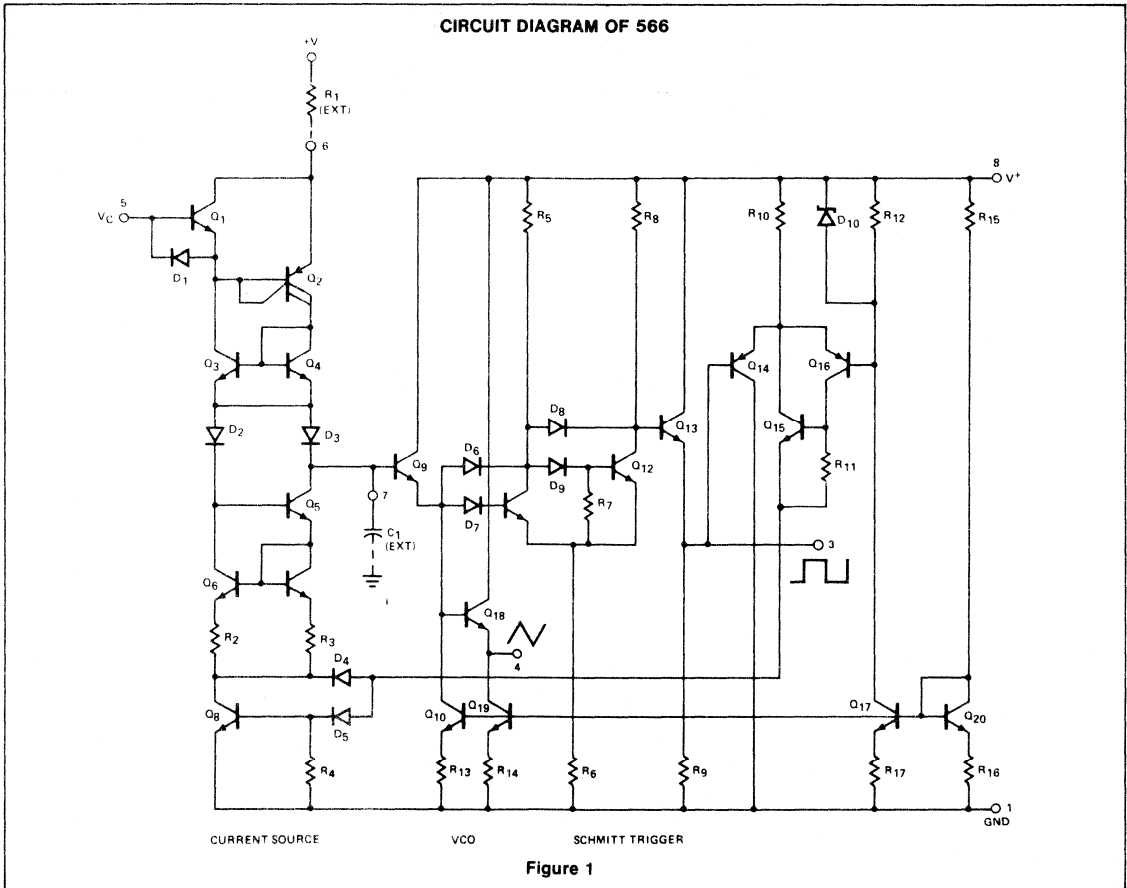 CIRCUIT DIAGRAM OF 566
+V
R1
(EXT)
6
8
V+
5
VC
Q1
R5
R8
R10
D10
R12
R15
D1
Q2
Q3
Q4
Q14
Q16
D8
Q13
Q15
D2
D3
Q9
D6
D9
Q12
R11
7
D7
R7
Q5
C1
(EXT)
3
Q6
Q18
R2
R3
4
D4
Q8
D5
Q10
Q19
Q17
Q20
R4
R13
R14
R6
R9
R17
R16
1
GND
CURRENT SOURCE
VCO
SCHMITT TRIGGER
Figure 1